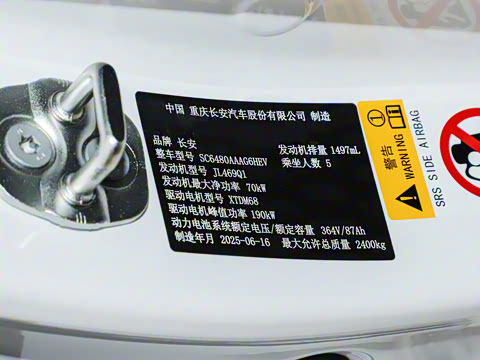 中国 重庆长安汽车股份有限公司 制造
品牌 长安 发动机排量 1497mL
整车型号 SC6480AAAG6HEV 乘坐人数 5
发动机型号 JL469Q1
发动机最大净功率 70kW
驱动电机型号 XTDM68
驱动电机峰值功率 190kW
动力电池系统额定电压/额定容量 364V/87Ah
制造年月 2025-06-16 最大允许总质量 2400kg
警告
WARNING
SRS SIDE AIRBAG